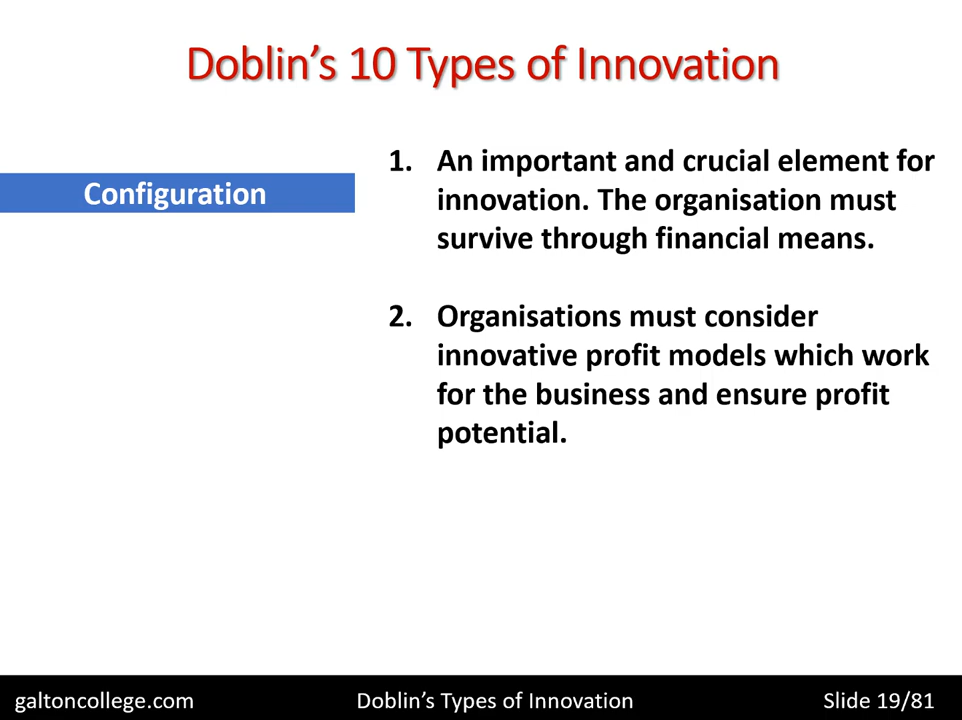 Doblin’s 10 Types of Innovation
Configuration
1. An important and crucial element for
innovation. The organisation must
survive through financial means.
2. Organisations must consider
innovative profit models which work
for the business and ensure profit
potential.
galtoncollege.com
Doblin’s Types of Innovation
Slide 19/81